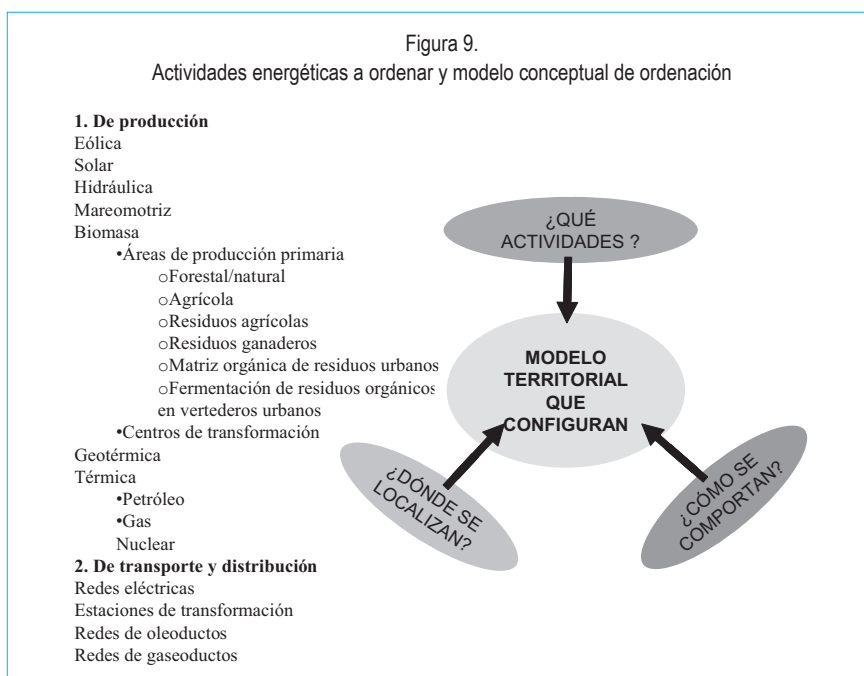 Figura 9.
Actividades energéticas a ordenar y modelo conceptual de ordenación
1. De producción
Eólica
Solar
Hidráulica
Mareomotriz
Biomasa
•Áreas de producción primaria
oForestal/natural
oAgrícola
oResiduos agrícolas
oResiduos ganaderos
oMatriz orgánica de residuos urbanos
oFermentación de residuos orgánicos
en vertederos urbanos
•Centros de transformación
Geotérmica
Térmica
•Petróleo
•Gas
Nuclear
2. De transporte y distribución
Redes eléctricas
Estaciones de transformación
Redes de oleoductos
Redes de gaseoductos
¿QUÉ
ACTIVIDADES ?
MODELO
TERRITORIAL
QUE
CONFIGURAN
¿DÓNDE SE
LOCALIZAN?
¿CÓMO SE
COMPORTAN?